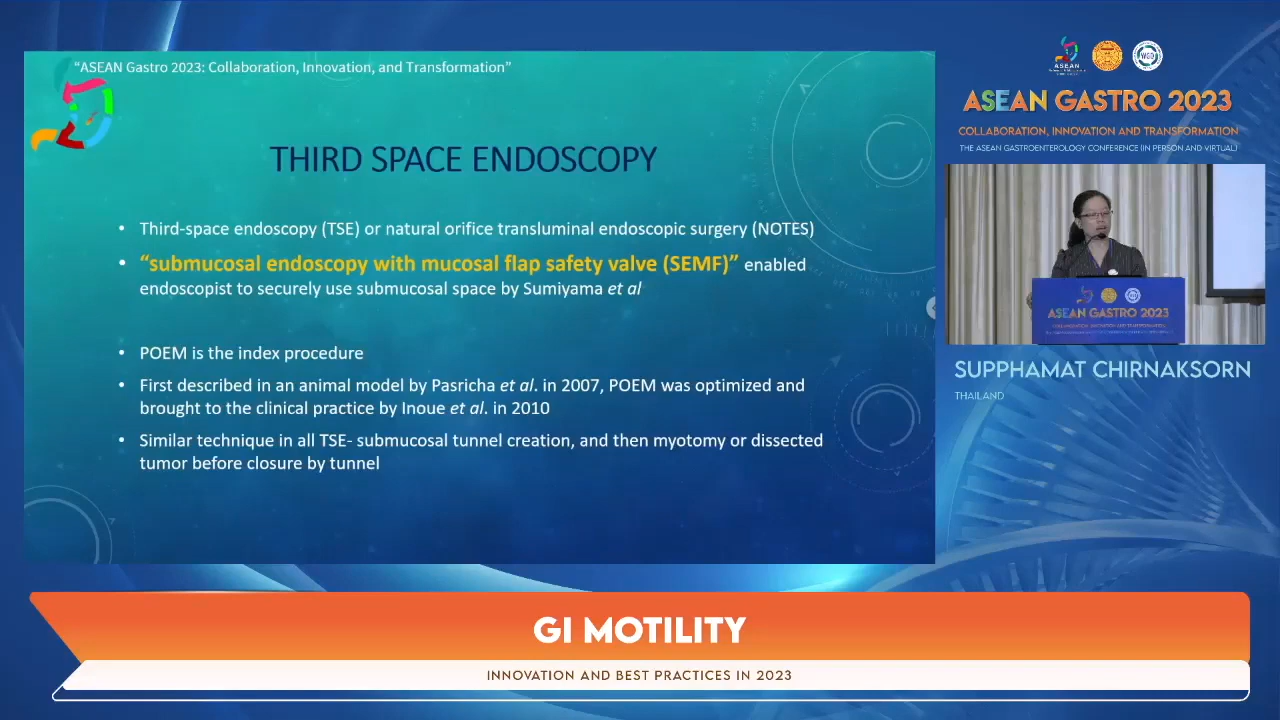 "ASEAN Gastro 2023: Collaboration, Innovation, and Transformation"
THIRD SPACE ENDOSCOPY
• Third-space endoscopy (TSE) or natural orifice transluminal endoscopic surgery (NOTES)
• "submucosal endoscopy with mucosal flap safety valve (SEMF)" enabled
endoscopist to securely use submucosal space by Sumiyama et al
• POEM is the index procedure
• First described in an animal model by Pasricha et al. in 2007, POEM was optimized and
brought to the clinical practice by Inoue et al. in 2010
• Similar technique in all TSE- submucosal tunnel creation, and then myotomy or dissected
tumor before closure by tunnel
ASEAN
WGO
ASEAN GASTRO 2023
COLLABORATION, INNOVATION AND TRANSFORMATION
THE ASEAN GASTROENTEROLOGY CONFERENCE (IN PERSON AND VIRTUAL)
ASEAN GASTRO 2023
SUPPHAMAT CHIRNAKSORN
THAILAND
GI MOTILITY
INNOVATION AND BEST PRACTICES IN 2023